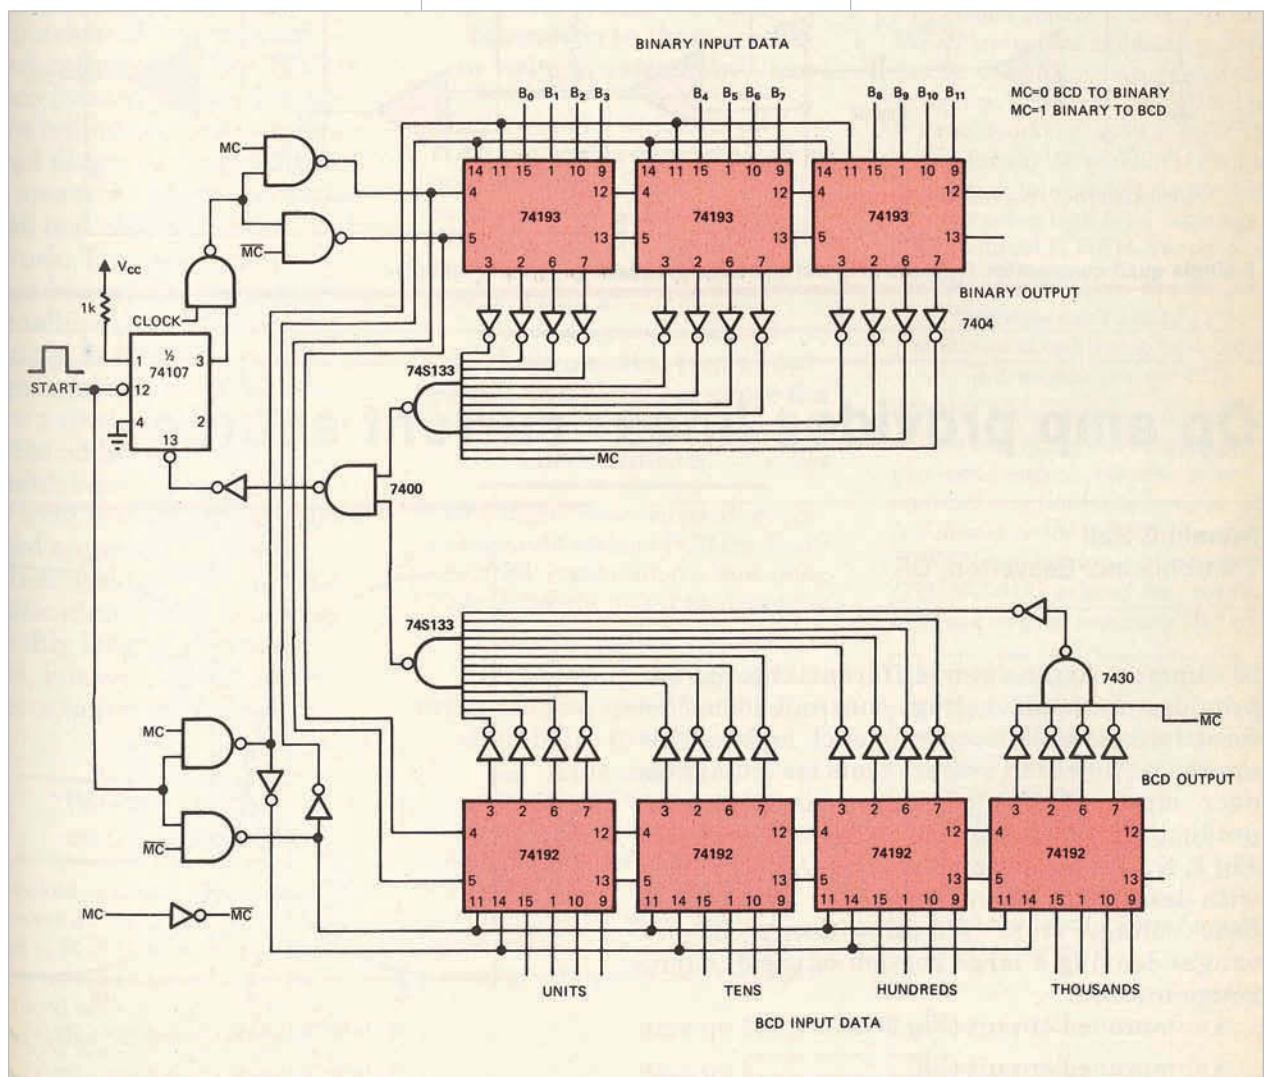 BINARY INPUT DATA
B0 B1 B2 B3 B4 B5 B6 B7 B8 B9 B10 B11
MC=0 BCD TO BINARY
MC=1 BINARY TO BCD
MC
14 11 15 1 10 9
4 12
74193
5 13
3 2 6 7
14 11 15 1 10 9
4 12
74193
5 13
3 2 6 7
14 11 15 1 10 9
4 12
74193
5 13
3 2 6 7
MC
VCC
1k
CLOCK
BINARY OUTPUT
7404
½
74107
1 3
START
12
4 2
13
74S133
MC
7400
74S133
7430
MC
MC
MC
MC MC
BCD OUTPUT
3 2 6 7
4 12
74192
5 13
11 14 15 1 10 9
3 2 6 7
4 12
74192
5 13
11 14 15 1 10 9
3 2 6 7
4 12
74192
5 13
11 14 15 1 10 9
3 2 6 7
4 12
74192
5 13
11 14 15 1 10 9
UNITS TENS HUNDREDS THOUSANDS
BCD INPUT DATA